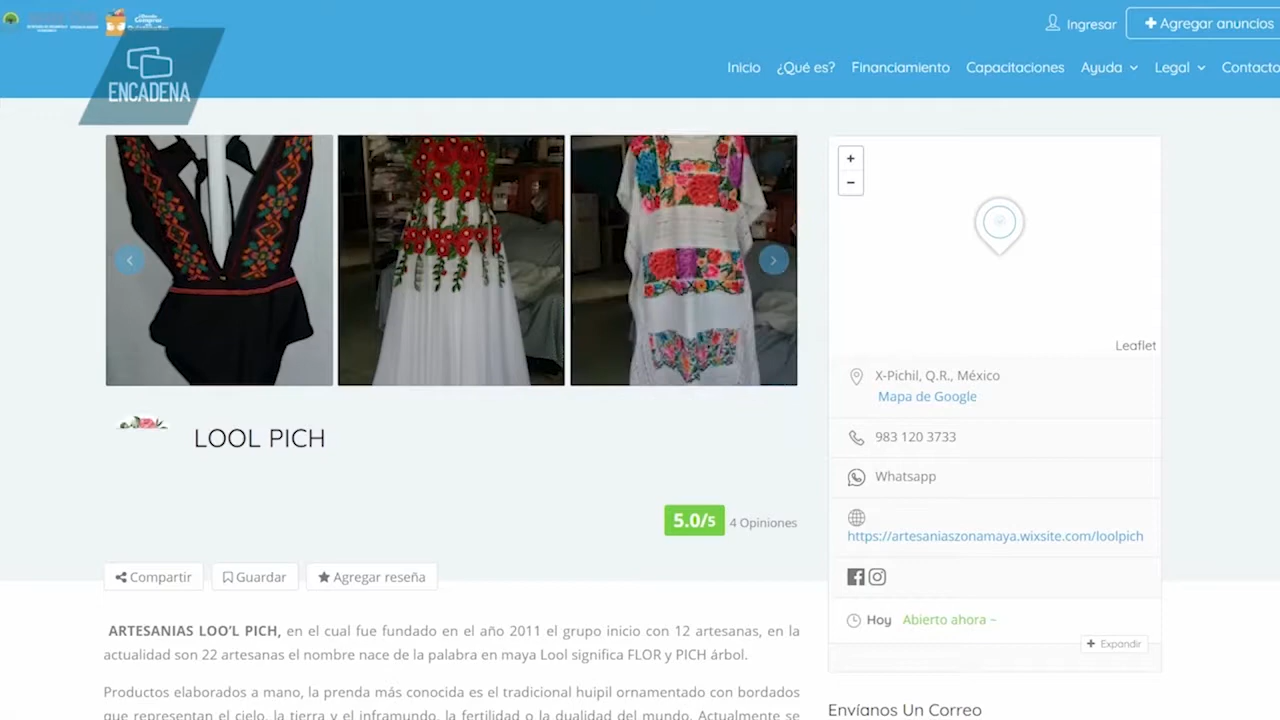 Ingresar
Agregar anuncios
ENCADENA
Inicio ¿Qué es? Financiamiento Capacitaciones Ayuda Legal Contacto
+
−
Leaflet
X-Pichil, Q.R., México
Mapa de Google
LOOL PICH
983 120 3733
Whatsapp
5.0/5 4 Opiniones
https://artesaniaszonamaya.wixsite.com/loolpich
Compartir Guardar Agregar reseña
Hoy Abierto ahora ~
Expandir
ARTESANIAS LOO'L PICH, en el cual fue fundado en el año 2011 el grupo inicio con 12 artesanas, en la
actualidad son 22 artesanas el nombre nace de la palabra en maya Lool significa FLOR y PICH árbol.
Productos elaborados a mano, la prenda más conocida es el tradicional huipil ornamentado con bordados
que representan el cielo, la tierra y el inframundo, la fertilidad o la dualidad del mundo. Actualmente se
Envíanos Un Correo